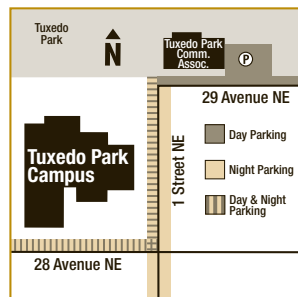 Tuxedo
Park
N
Tuxedo Park
Comm.
Assoc.
P
29 Avenue NE
Tuxedo Park
Campus
1 Street NE
Day Parking
Night Parking
Day & Night
Parking
28 Avenue NE